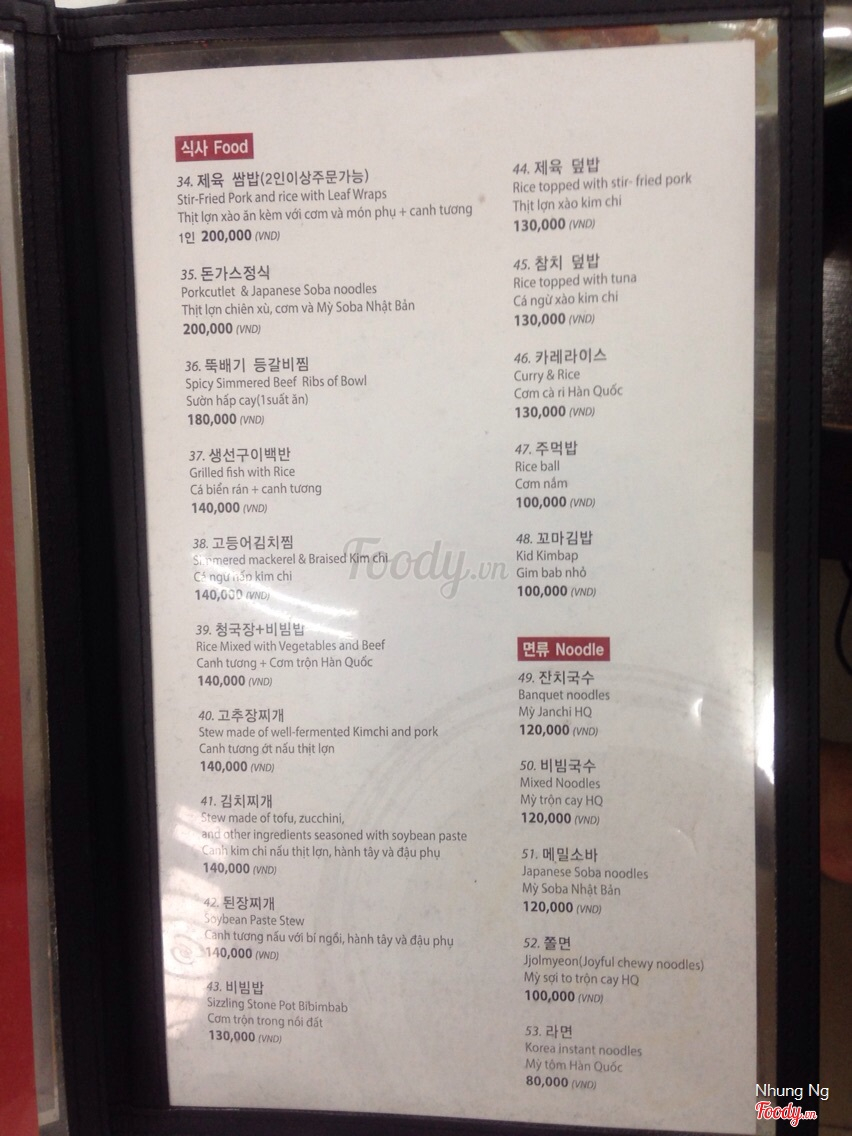 식사 Food
34. 제육 쌈밥(2인이상주문가능)
Stir-Fried Pork and rice with Leaf Wraps
Thịt lợn xào ăn kèm với cơm và món phụ + canh tương
1인 200,000 (VND)
35. 돈가스정식
Porkcutlet & Japanese Soba noodles
Thịt lợn chiên xù, cơm và Mỳ Soba Nhật Bản
200,000 (VND)
36. 뚝배기 등갈비찜
Spicy Simmered Beef Ribs of Bowl
Sườn hấp cay(1suất ăn)
180,000 (VND)
37. 생선구이백반
Grilled fish with Rice
Cá biển rán + canh tương
140,000 (VND)
38. 고등어김치찜
Simmered mackerel & Braised Kim chi
Cá ngừ hấp kim chi
140,000 (VND)
39. 청국장+비빔밥
Rice Mixed with Vegetables and Beef
Canh tương + Cơm trộn Hàn Quốc
140,000 (VND)
40. 고추장찌개
Stew made of well-fermented Kimchi and pork
Canh tương ớt nấu thịt lợn
140,000 (VND)
41. 김치찌개
Stew made of tofu, zucchini,
and other ingredients seasoned with soybean paste
Canh kim chi nấu thịt lợn, hành tây và đậu phụ
140,000 (VND)
42. 된장찌개
Soybean Paste Stew
Canh tương nấu với bí ngồi, hành tây và đậu phụ
140,000 (VND)
43. 비빔밥
Sizzling Stone Pot Bibimbab
Cơm trộn trong nồi đất
130,000 (VND)
44. 제육 덮밥
Rice topped with stir- fried pork
Thịt lợn xào kim chi
130,000 (VND)
45. 참치 덮밥
Rice topped with tuna
Cá ngừ xào kim chi
130,000 (VND)
46. 카레라이스
Curry & Rice
Cơm cà ri Hàn Quốc
130,000 (VND)
47. 주먹밥
Rice ball
Cơm nắm
100,000 (VND)
48. 꼬마김밥
Kid Kimbap
Gim bab nhỏ
100,000 (VND)
면류 Noodle
49. 잔치국수
Banquet noodles
Mỳ Janchi HQ
120,000 (VND)
50. 비빔국수
Mixed Noodles
Mỳ trộn cay HQ
120,000 (VND)
51. 메밀소바
Japanese Soba noodles
Mỳ Soba Nhật Bản
120,000 (VND)
52. 쫄면
Jjolmyeon(Joyful chewy noodles)
Mỳ sợi to trộn cay HQ
100,000 (VND)
53. 라면
Korea instant noodles
Mỳ tôm Hàn Quốc
80,000 (VND)
Foody.vn
Nhung Ng
Foody.vn